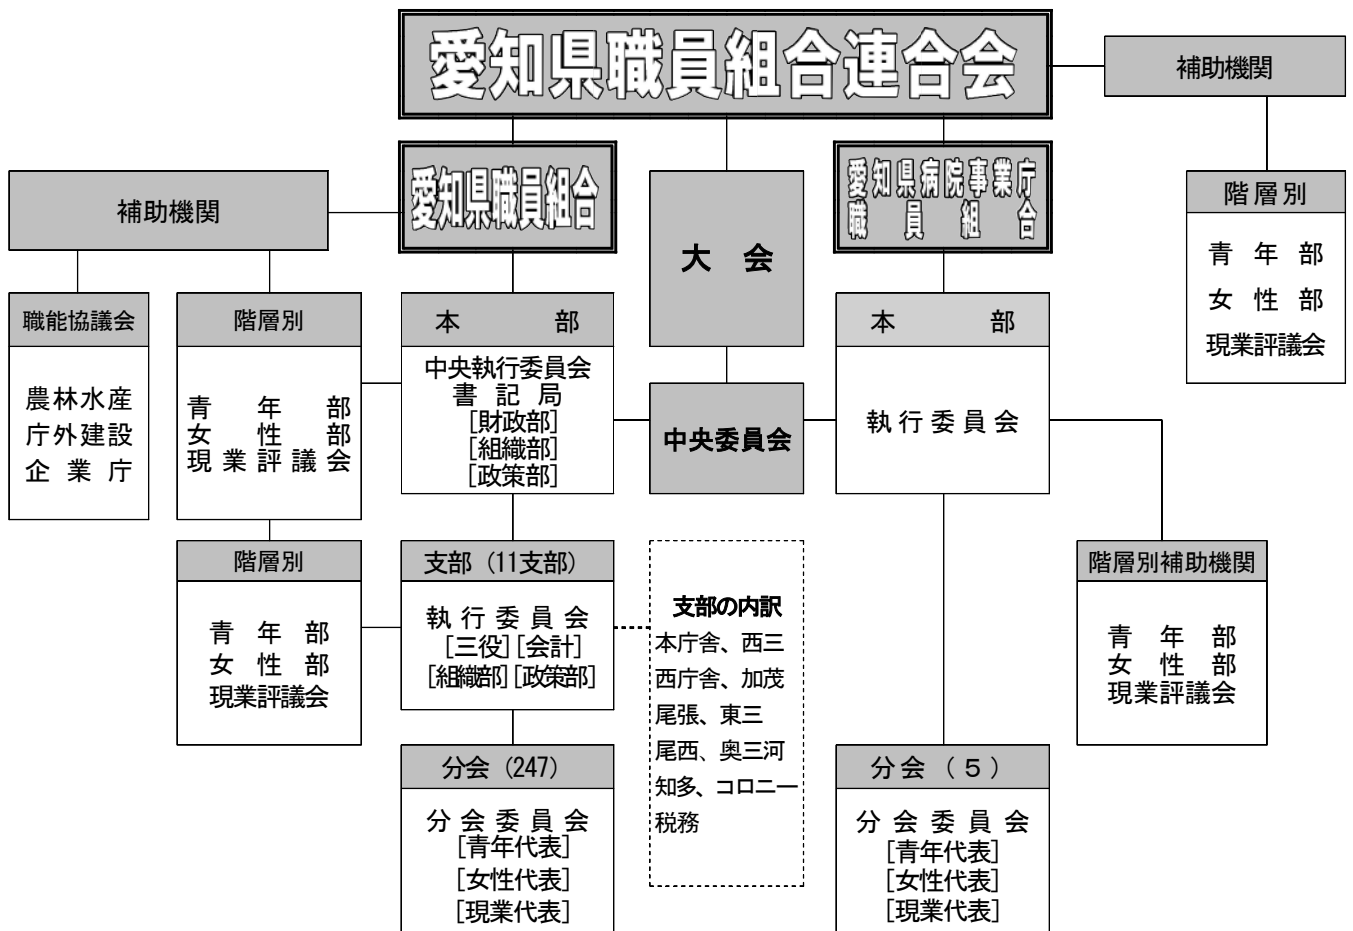 愛知県職員組合連合会
補助機関
愛知県職員組合
愛知県病院事業庁
職員組合
補助機関
大会
階層別
青年部
女性部
現業評議会
職能協議会
農林水産
庁外建設
企業庁
階層別
青年部
女性部
現業評議会
本部
中央執行委員会
書記局
[財政部]
[組織部]
[政策部]
中央委員会
本部
執行委員会
階層別
青年部
女性部
現業評議会
支部(11支部)
執行委員会
[三役][会計]
[組織部][政策部]
支部の内訳
本庁舎、西三
西庁舎、加茂
尾張、東三
尾西、奥三河
知多、コロニー
税務
階層別補助機関
青年部
女性部
現業評議会
分会(247)
分会委員会
[青年代表]
[女性代表]
[現業代表]
分会(5)
分会委員会
[青年代表]
[女性代表]
[現業代表]